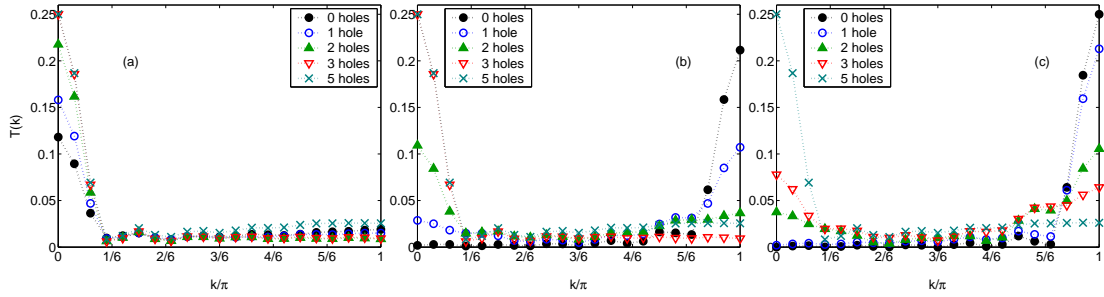 0.25
0.2
0.15
0.1
0.05
0
T(k)
0 1/6 2/6 3/6 4/6 5/6 1
k/π
(a)
0 holes
1 hole
2 holes
3 holes
5 holes
0.25
0.2
0.15
0.1
0.05
0
0 1/6 2/6 3/6 4/6 5/6 1
k/π
(b)
0 holes
1 hole
2 holes
3 holes
5 holes
0.25
0.2
0.15
0.1
0.05
0
0 1/6 2/6 3/6 4/6 5/6 1
k/π
(c)
0 holes
1 hole
2 holes
3 holes
5 holes